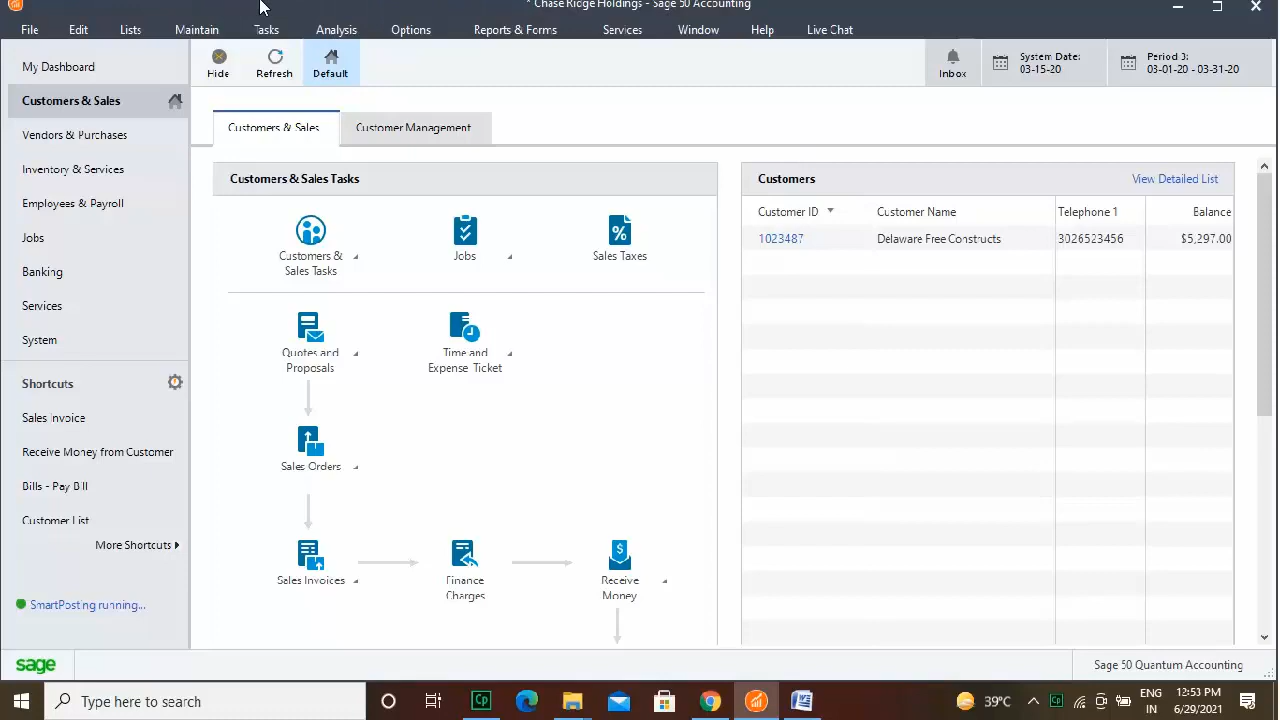 * Chase Ridge Holdings - Sage 50 Accounting
File Edit Lists Maintain Tasks Analysis Options Reports & Forms Services Window Help Live Chat
Hide Refresh Default
Inbox
System Date:
03-15-20
Period 3:
03-01-20 - 03-31-20
My Dashboard
Customers & Sales
Vendors & Purchases
Inventory & Services
Employees & Payroll
Jobs
Banking
Services
System
Shortcuts
Sales Invoice
Receive Money from Customer
Bills - Pay Bill
Customer List
More Shortcuts
SmartPosting running...
Customers & Sales Customer Management
Customers & Sales Tasks
Customers &
Sales Tasks
Jobs
Sales Taxes
Quotes and
Proposals
Time and
Expense Ticket
Sales Orders
Sales Invoices
Finance
Charges
Receive
Money
Customers View Detailed List
Customer ID Customer Name Telephone 1 Balance
1023487 Delaware Free Constructs 3026523456 $5,297.00
sage
Sage 50 Quantum Accounting
Type here to search
Cp
Cp
39°C
ENG
IN
12:53 PM
6/29/2021